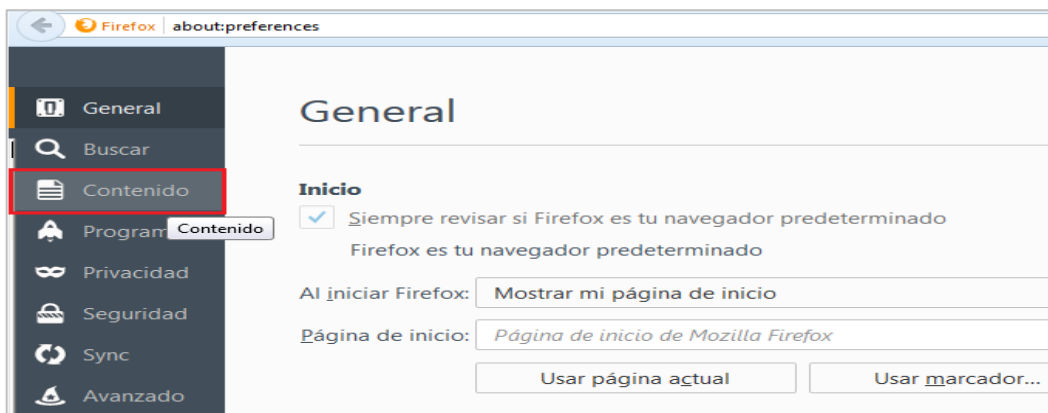 Firefox about:preferences
General
Buscar
Contenido
Program
Contenido
Privacidad
Seguridad
Sync
Avanzado
General
Inicio
Siempre revisar si Firefox es tu navegador predeterminado
Firefox es tu navegador predeterminado
Al iniciar Firefox: Mostrar mi página de inicio
Página de inicio: Página de inicio de Mozilla Firefox
Usar página actual Usar marcador...